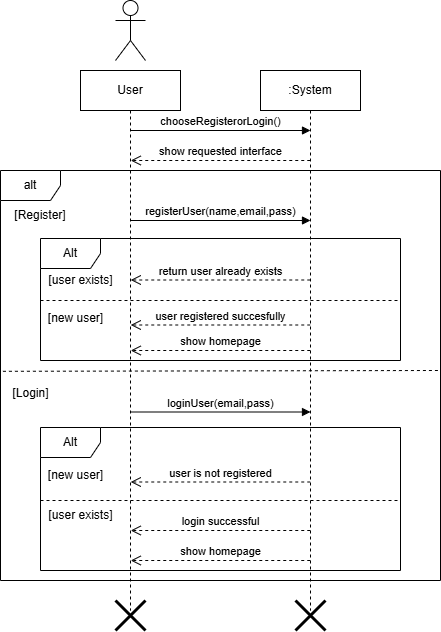 User
:System
chooseRegisterorLogin()
show requested interface
alt
[Register]
registerUser(name,email,pass)
Alt
[user exists]
return user already exists
[new user]
user registered succesfully
show homepage
[Login]
loginUser(email,pass)
Alt
[new user]
user is not registered
[user exists]
login successful
show homepage